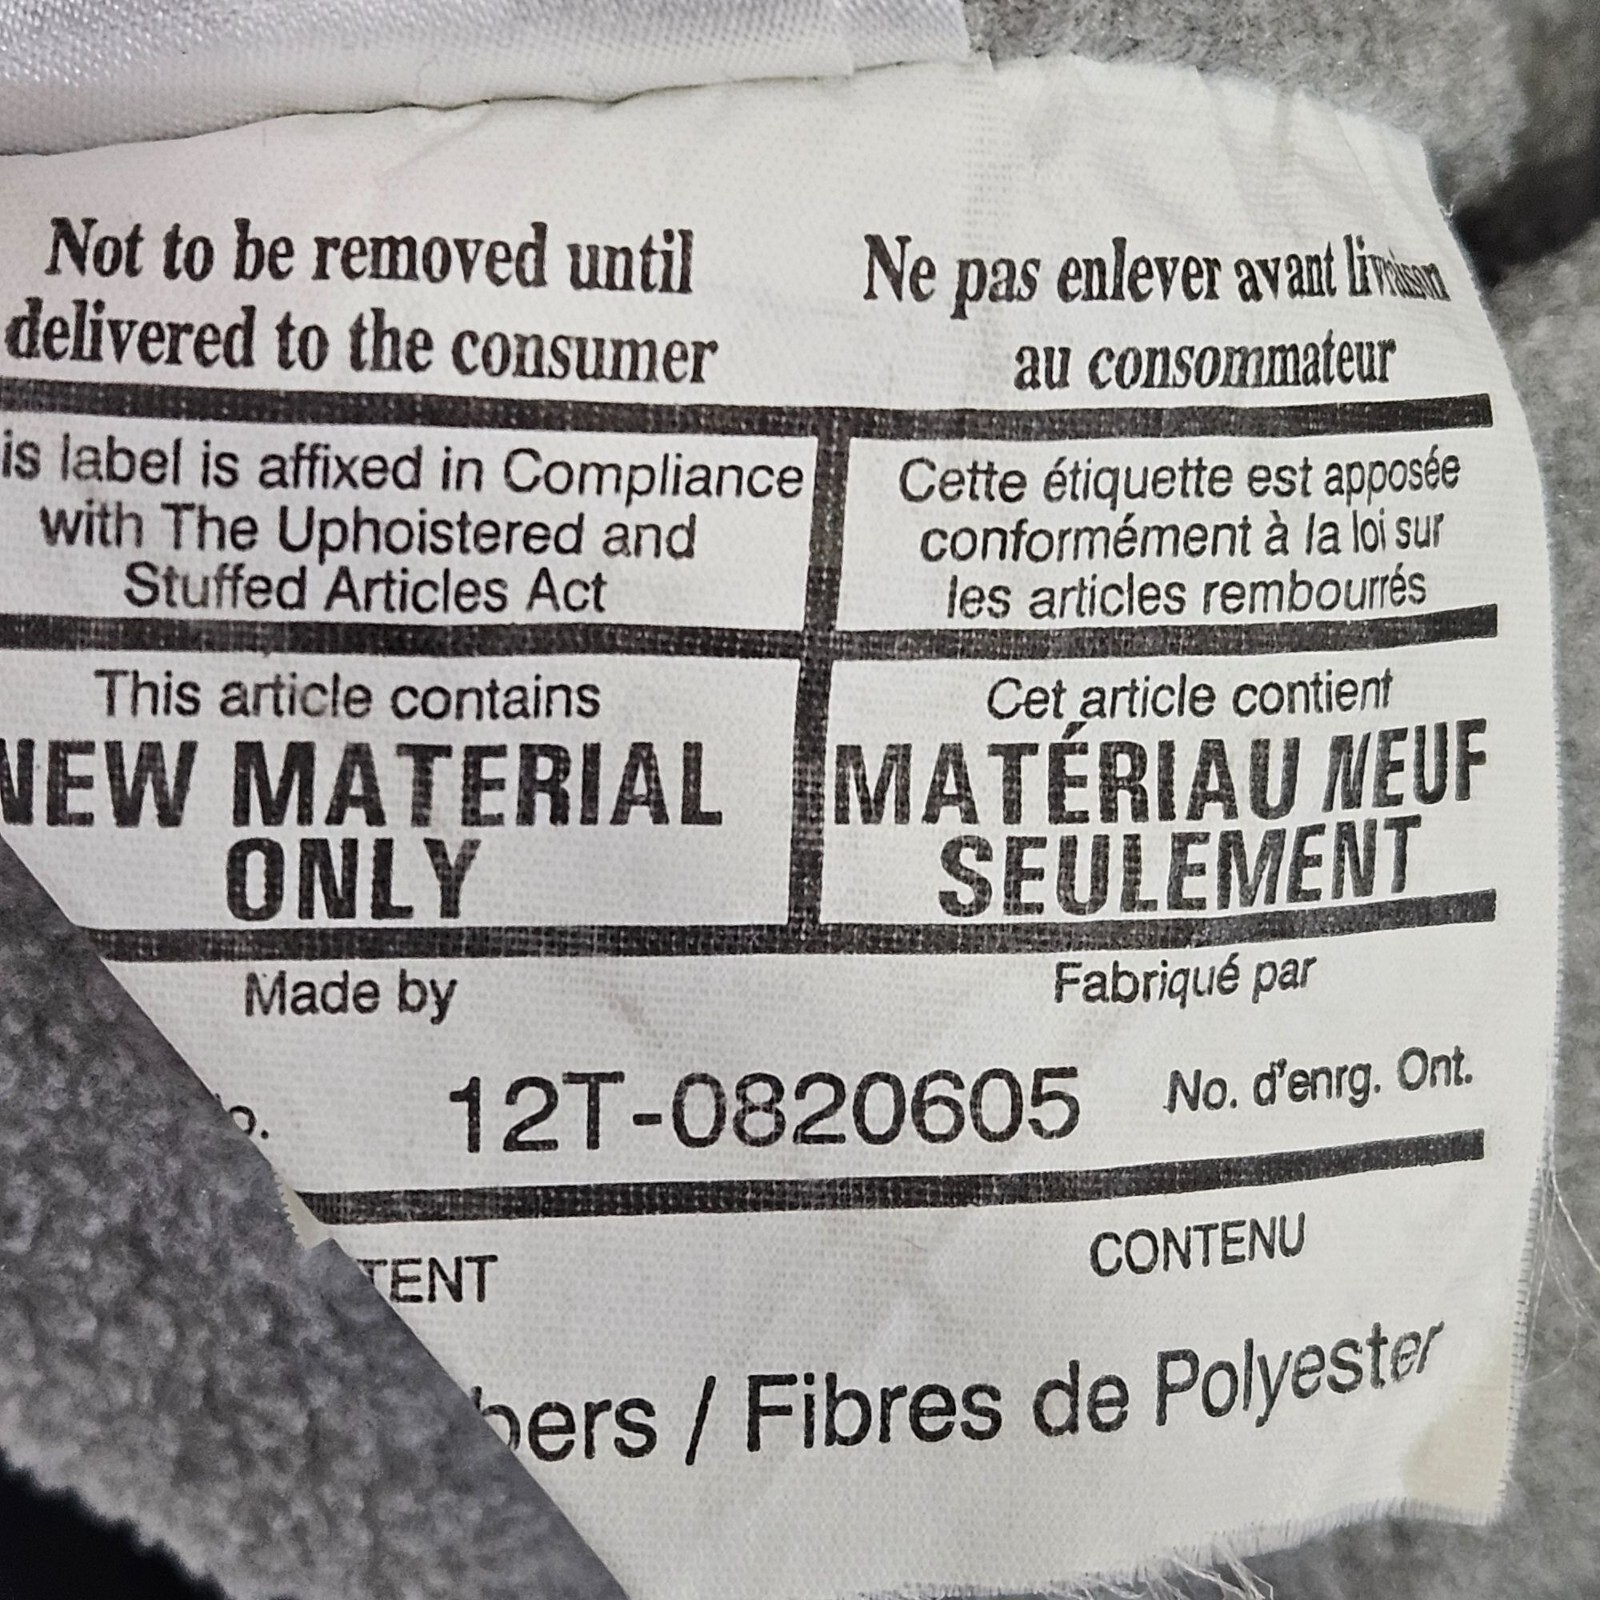 Not to be removed until
delivered to the consumer
Ne pas enlever avant livraison
au consommateur
is label is affixed in Compliance
with The Uphoistered and
Stuffed Articles Act
Cette étiquette est apposée
conformément à la loi sur
les articles rembourrés
This article contains
NEW MATERIAL
ONLY
Cet article contient
MATÉRIAU NEUF
SEULEMENT
Made by
Fabriqué par
o. 12T-0820605 No. d'enrg. Ont.
TENT
CONTENU
bers / Fibres de Polyester